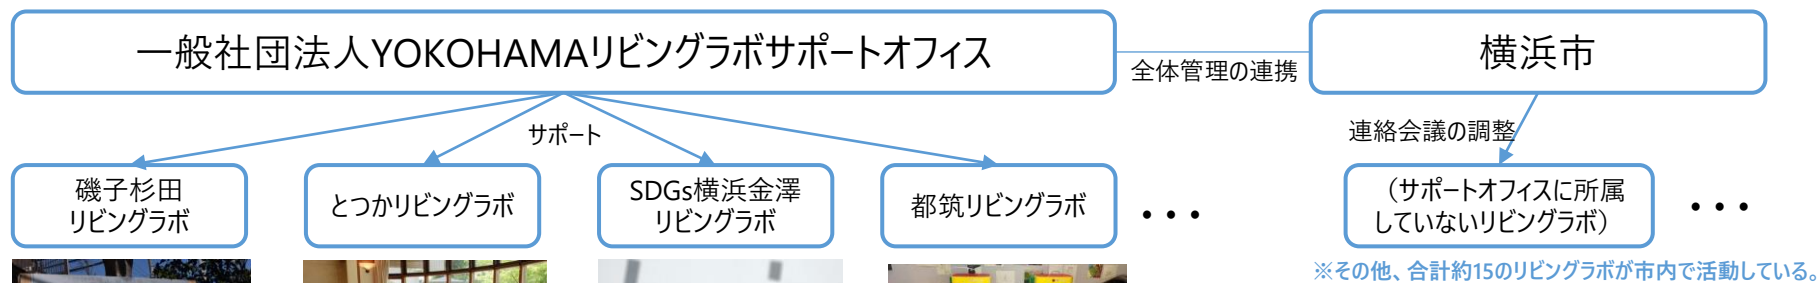 一般社団法人YOKOHAMAリビングラボサポートオフィス
横浜市
全体管理の連携
サポート
連絡会議の調整
磯子杉田
リビングラボ
とつかリビングラボ
SDGs横浜金澤
リビングラボ
都筑リビングラボ
・・・
（サポートオフィスに所属
していないリビングラボ）
・・・
※その他、合計約15のリビングラボが市内で活動している。